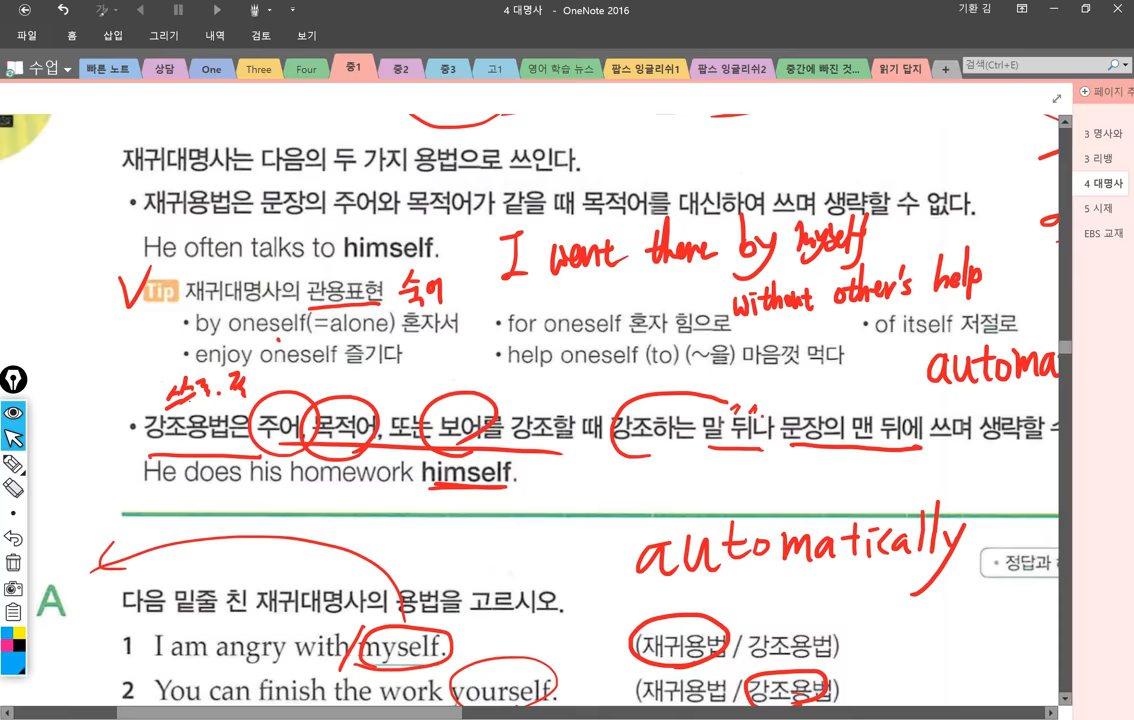 4 대명사 - OneNote 2016
기환 김
파일 홈 삽입 그리기 내역 검토 보기
수업 빠른 노트 상담 One Three Four 중1 중2 중3 고1 영어 학습 뉴스 팝스 잉글리쉬1 팝스 잉글리쉬2 중간에 빠진 것... 읽기 답지 + 검색(Ctrl+E)
페이지 추
3 명사와
3 리뱅
4 대명사
5 시제
EBS 교재
재귀대명사는 다음의 두 가지 용법으로 쓰인다.
• 재귀용법은 문장의 주어와 목적어가 같을 때 목적어를 대신하여 쓰며 생략할 수 없다.
He often talks to himself.
I went there by myself
without other's help
Tip 재귀대명사의 관용표현 숙어
• by oneself(=alone) 혼자서 • for oneself 혼자 힘으로 • of itself 저절로
• enjoy oneself 즐기다 • help oneself (to) (~을) 마음껏 먹다
automa
• 강조용법은 주어, 목적어, 또는 보어를 강조할 때 강조하는 말 뒤나 문장의 맨 뒤에 쓰며 생략할 수
He does his homework himself.
automatically
• 정답과
A 다음 밑줄 친 재귀대명사의 용법을 고르시오.
1 I am angry with myself. (재귀용법 / 강조용법)
2 You can finish the work yourself. (재귀용법 / 강조용법)